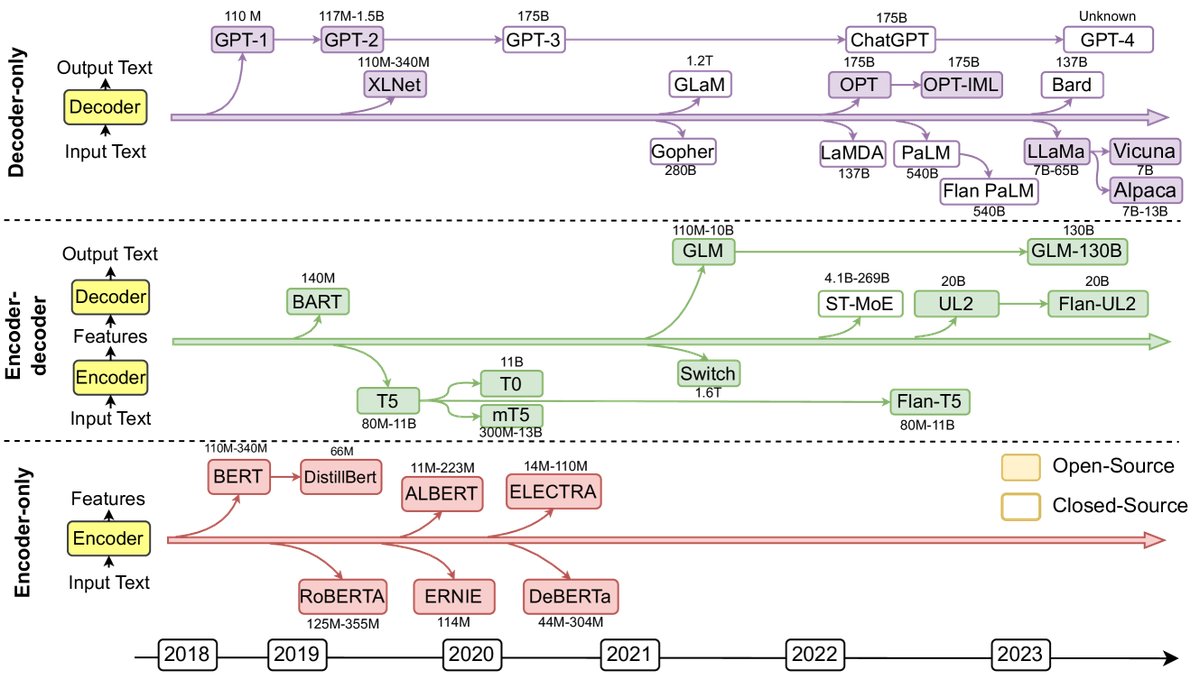 Decoder-only
Output Text
Decoder
Input Text
110 M
GPT-1
117M-1.5B
GPT-2
175B
GPT-3
175B
ChatGPT
Unknown
GPT-4
110M-340M
XLNet
1.2T
GLaM
175B
OPT
175B
OPT-IML
137B
Bard
Gopher
280B
LaMDA
137B
PaLM
540B
Flan PaLM
540B
LLaMa
7B-65B
Vicuna
7B
Alpaca
7B-13B
Encoder-
decoder
Output Text
Decoder
Features
Encoder
Input Text
140M
BART
110M-10B
GLM
130B
GLM-130B
4.1B-269B
ST-MoE
20B
UL2
20B
Flan-UL2
Switch
1.6T
T5
80M-11B
11B
T0
mT5
300M-13B
Flan-T5
80M-11B
Encoder-only
Features
Encoder
Input Text
110M-340M
BERT
66M
DistillBert
11M-223M
ALBERT
14M-110M
ELECTRA
RoBERTA
125M-355M
ERNIE
114M
DeBERTa
44M-304M
Open-Source
Closed-Source
2018
2019
2020
2021
2022
2023